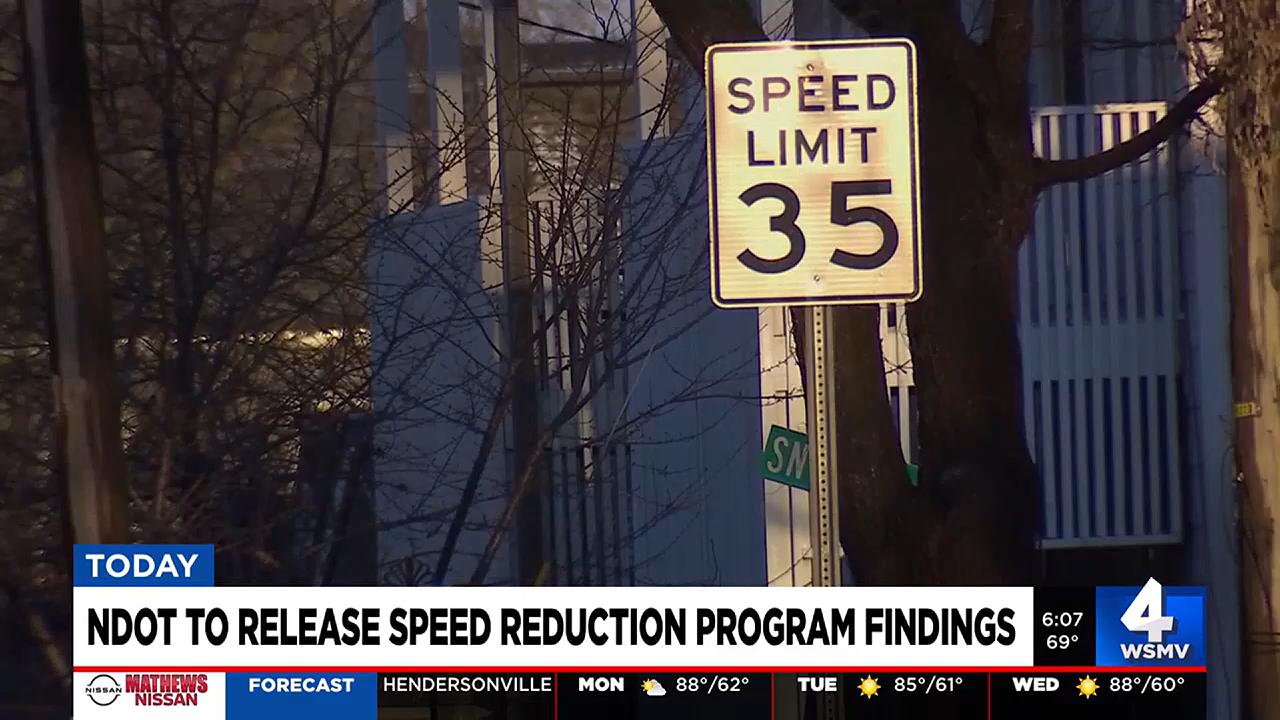 SPEED
LIMIT
35
SN
TODAY
NDOT TO RELEASE SPEED REDUCTION PROGRAM FINDINGS
6:07
69°
4
WSMV
NISSAN
MATHEWS
NISSAN
FORECAST
HENDERSONVILLE
MON 88°/62°
TUE 85°/61°
WED 88°/60°